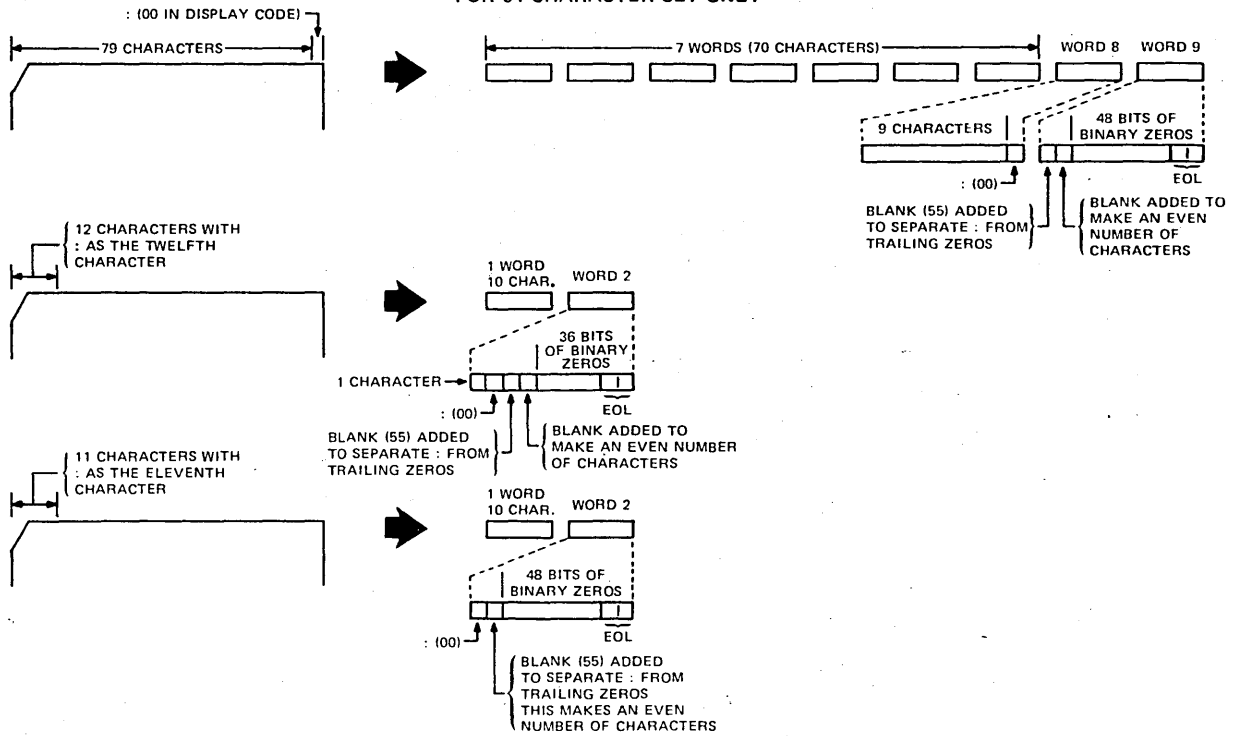 : (00 IN DISPLAY CODE)
79 CHARACTERS
7 WORDS (70 CHARACTERS)
WORD 8
WORD 9
9 CHARACTERS
48 BITS OF
BINARY ZEROS
: (00)
EOL
BLANK (55) ADDED
TO SEPARATE : FROM
TRAILING ZEROS
BLANK ADDED TO
MAKE AN EVEN
NUMBER OF
CHARACTERS
12 CHARACTERS WITH
: AS THE TWELFTH
CHARACTER
1 WORD
10 CHAR.
WORD 2
36 BITS
OF BINARY
ZEROS
1 CHARACTER
: (00)
EOL
BLANK (55) ADDED
TO SEPARATE : FROM
TRAILING ZEROS
BLANK ADDED TO
MAKE AN EVEN NUMBER
OF CHARACTERS
11 CHARACTERS WITH
: AS THE ELEVENTH
CHARACTER
1 WORD
10 CHAR.
WORD 2
48 BITS OF
BINARY ZEROS
: (00)
EOL
BLANK (55) ADDED
TO SEPARATE : FROM
TRAILING ZEROS
THIS MAKES AN EVEN
NUMBER OF CHARACTERS